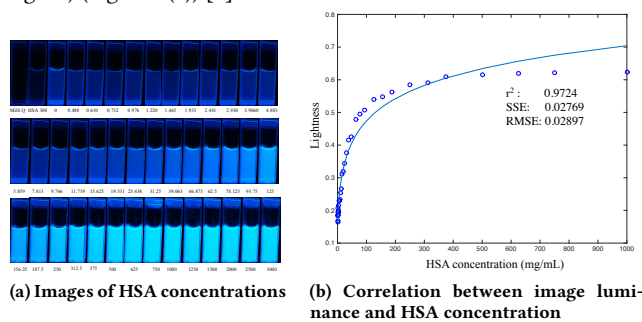 Milli-Q HSA 300 0 0.488 0.610 0.732 0.976 1.220 1.465 1.953 2.441 2.930 3.9060 4.883
5.859 7.813 9.766 11.719 15.625 19.531 23.438 31.25 39.063 46.875 62.5 78.125 93.75 125
156.25 187.5 250 312.5 375 500 625 750 1000 1250 1500 2000 2500 3000
(a) Images of HSA concentrations
0.8
0.7
0.6
0.5
0.4
0.3
0.2
0.1
Lightness
r² : 0.9724
SSE: 0.02769
RMSE: 0.02897
0 100 200 300 400 500 600 700 800 900 1000
HSA concentration (mg/mL)
(b) Correlation between image lumi-
nance and HSA concentration